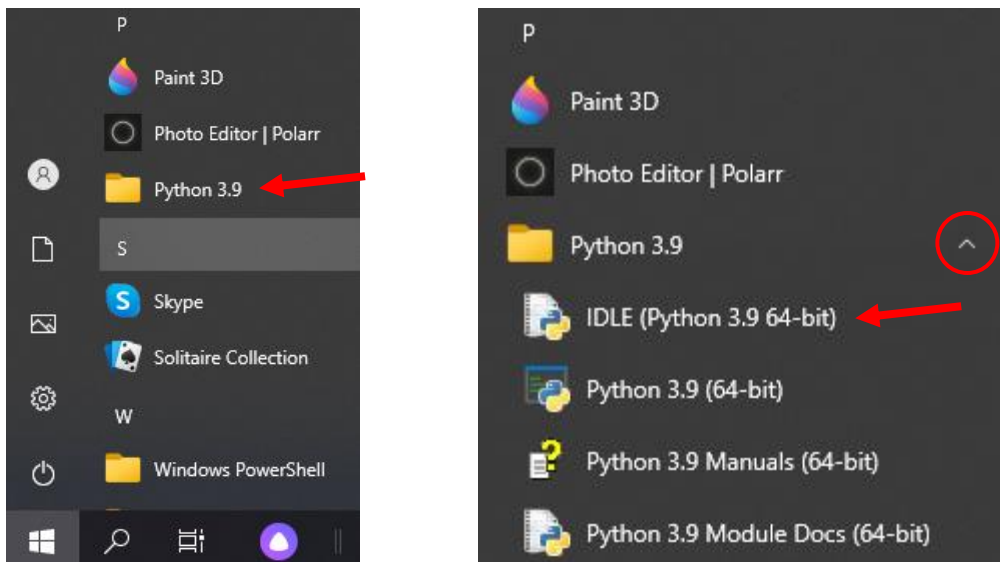 P
Paint 3D
Photo Editor | Polarr
Python 3.9
S
Skype
Solitaire Collection
W
Windows PowerShell
P
Paint 3D
Photo Editor | Polarr
Python 3.9
IDLE (Python 3.9 64-bit)
Python 3.9 (64-bit)
Python 3.9 Manuals (64-bit)
Python 3.9 Module Docs (64-bit)